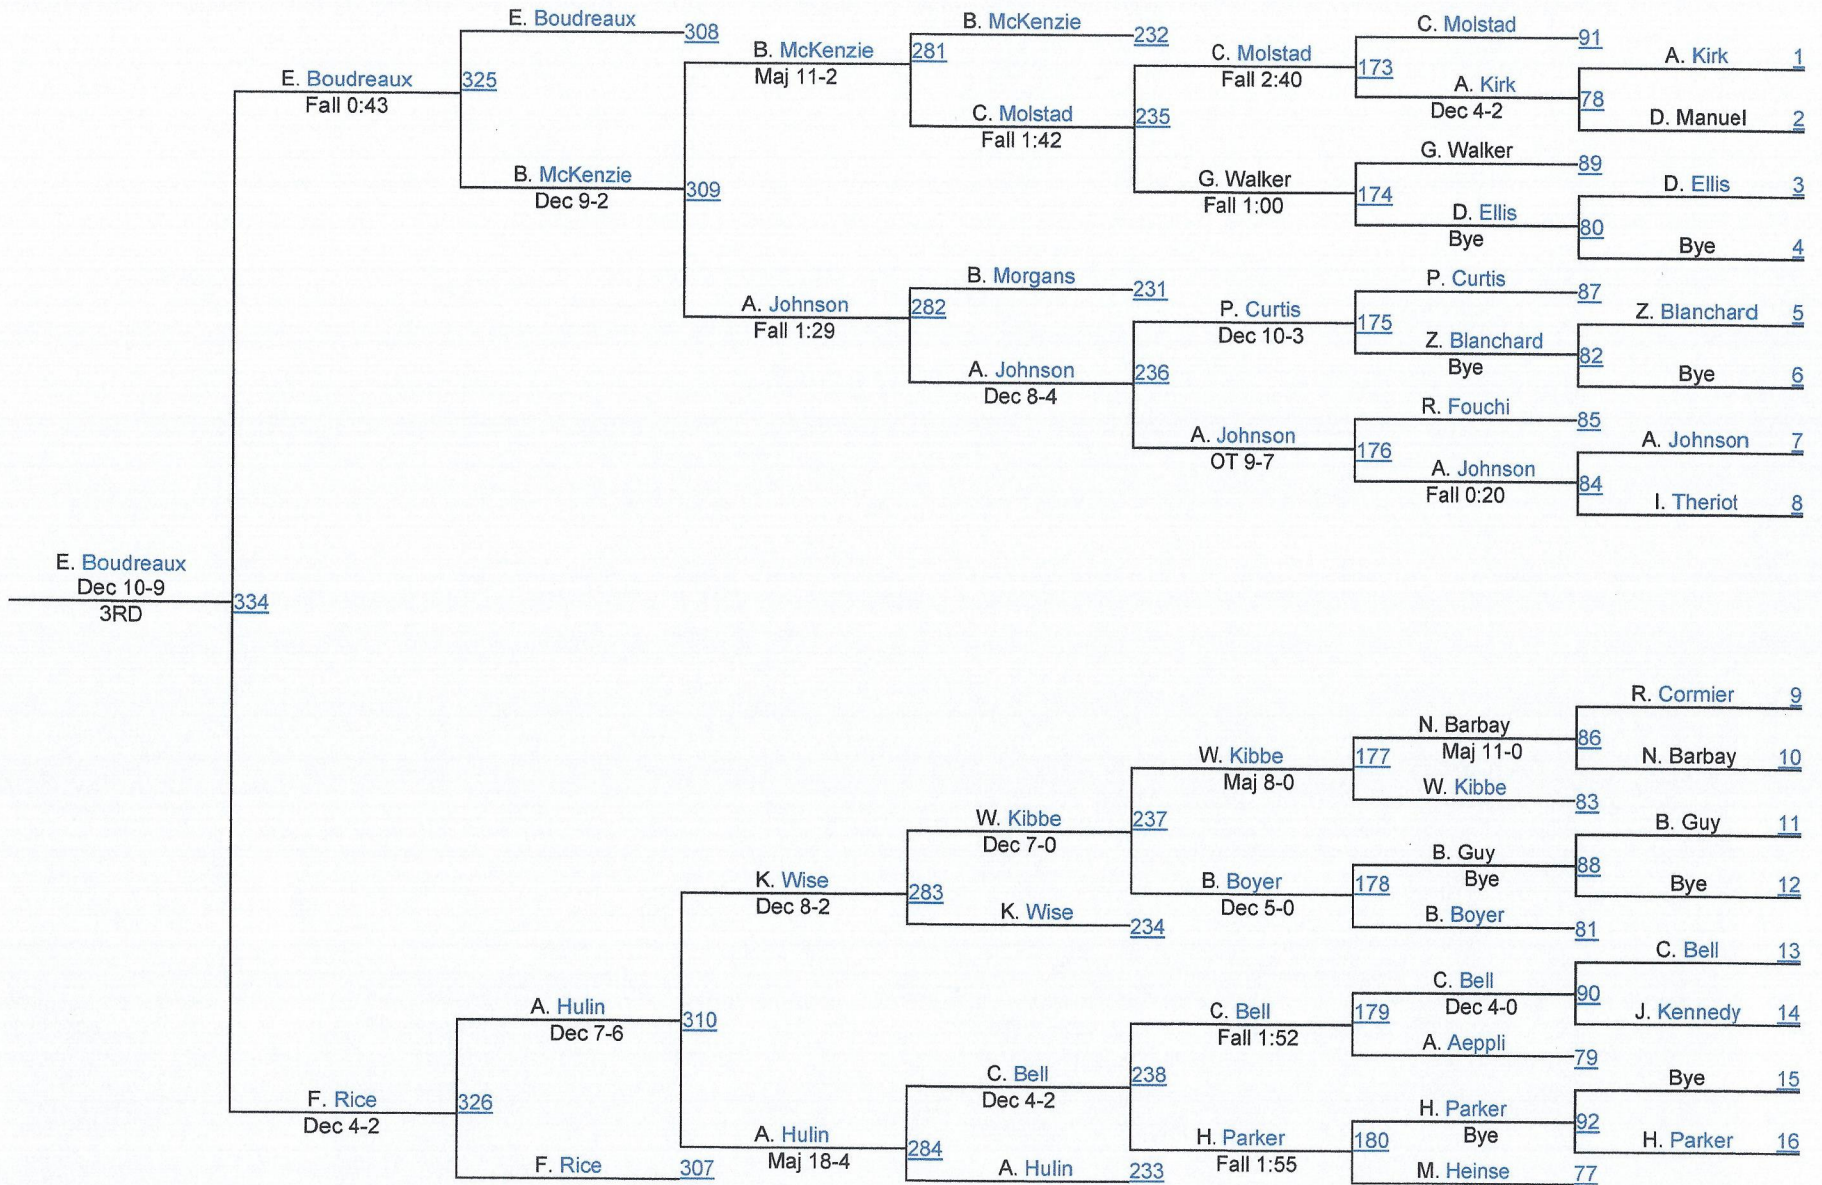 E. Boudreaux
308
E. Boudreaux
Fall 0:43
325
B. McKenzie
Dec 9-2
309
B. McKenzie
Maj 11-2
281
B. McKenzie
232
C. Molstad
Fall 1:42
235
C. Molstad
Fall 2:40
173
C. Molstad
91
A. Kirk
Dec 4-2
78
A. Kirk 1
D. Manuel 2
G. Walker
Fall 1:00
174
G. Walker
89
D. Ellis
Bye
80
D. Ellis 3
Bye 4
A. Johnson
Fall 1:29
282
B. Morgans
231
A. Johnson
Dec 8-4
236
P. Curtis
Dec 10-3
175
P. Curtis
87
Z. Blanchard
Bye
82
Z. Blanchard 5
Bye 6
A. Johnson
OT 9-7
176
R. Fouchi
85
A. Johnson
Fall 0:20
84
A. Johnson 7
I. Theriot 8
E. Boudreaux
Dec 10-9
3RD
334
F. Rice
Dec 4-2
326
A. Hulin
Dec 7-6
310
F. Rice
307
K. Wise
Dec 8-2
283
W. Kibbe
Dec 7-0
237
K. Wise
234
W. Kibbe
Maj 8-0
177
N. Barbay
Maj 11-0
86
R. Cormier 9
N. Barbay 10
W. Kibbe
83
B. Boyer
Dec 5-0
178
B. Guy
Bye
88
B. Guy 11
Bye 12
B. Boyer
81
A. Hulin
Maj 18-4
284
C. Bell
Dec 4-2
238
A. Hulin
233
C. Bell
Fall 1:52
179
C. Bell
Dec 4-0
90
C. Bell 13
J. Kennedy 14
A. Aeppli
79
H. Parker
Fall 1:55
180
H. Parker
Bye
92
Bye 15
H. Parker 16
M. Heinse
77